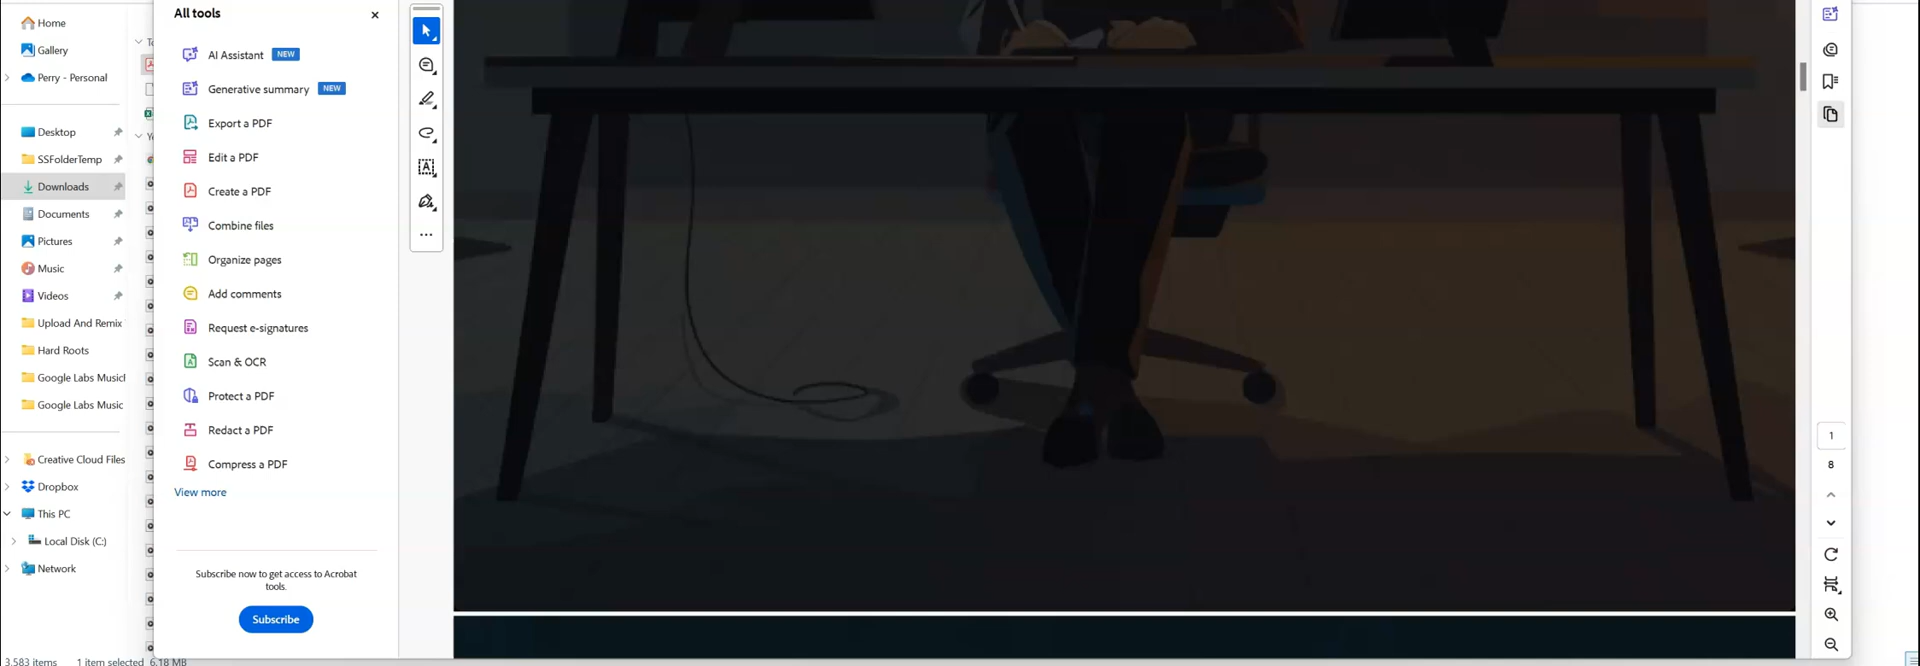 Home
Gallery
Perry - Personal
Desktop
SSFolderTemp
Downloads
Documents
Pictures
Music
Videos
Upload And Remix
Hard Roots
Google Labs Musicl
Google Labs Music
Creative Cloud Files
Dropbox
This PC
Local Disk (C:)
Network
3,583 items 1 item selected 6.18 MB
All tools
AI Assistant NEW
Generative summary NEW
Export a PDF
Edit a PDF
Create a PDF
Combine files
Organize pages
Add comments
Request e-signatures
Scan & OCR
Protect a PDF
Redact a PDF
Compress a PDF
View more
Subscribe now to get access to Acrobat
tools.
Subscribe
1
8